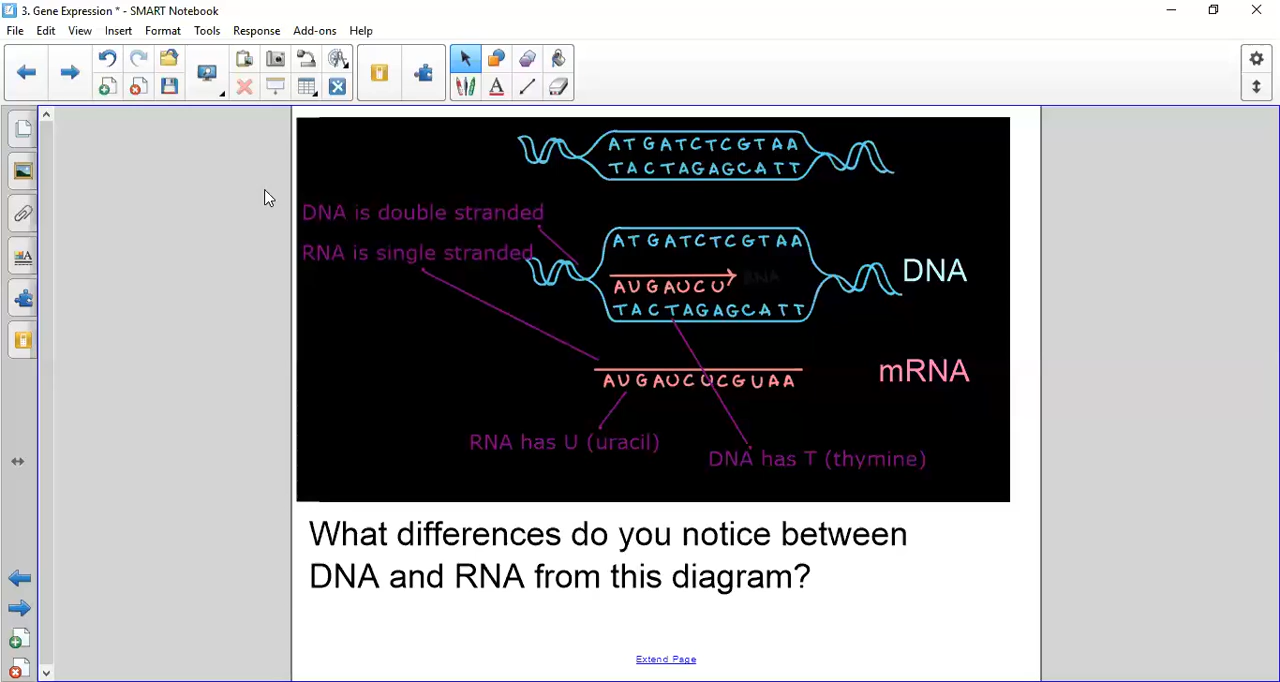 3. Gene Expression * - SMART Notebook
File Edit View Insert Format Tools Response Add-ons Help
ATGATCTCGTAA
TACTAGAGCATT
DNA is double stranded
RNA is single stranded
ATGATCTCGTAA
DNA
RNA
AUGAUCU
TACTAGAGCATT
mRNA
AUGAUCUCGUAA
RNA has U (uracil)
DNA has T (thymine)
What differences do you notice between
DNA and RNA from this diagram?
Extend Page